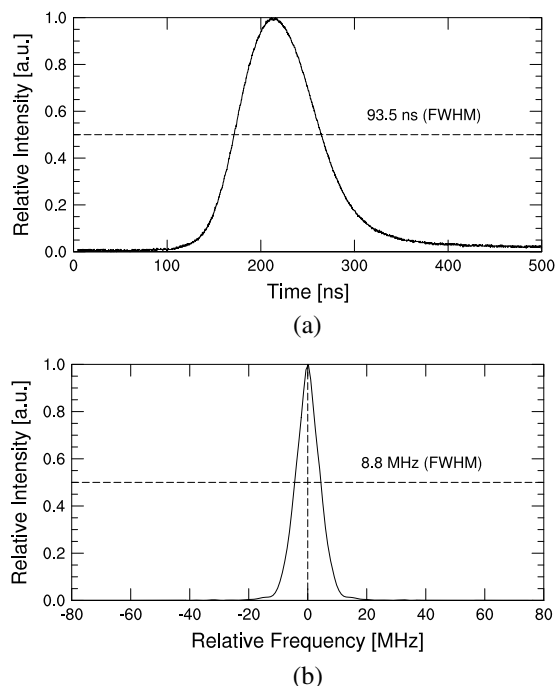 1.0
0.8
0.6
0.4
0.2
0.0
Relative Intensity [a.u.]
93.5 ns (FWHM)
0 100 200 300 400 500
Time [ns]
(a)
1.0
0.8
0.6
0.4
0.2
0.0
Relative Intensity [a.u.]
8.8 MHz (FWHM)
-80 -60 -40 -20 0 20 40 60 80
Relative Frequency [MHz]
(b)